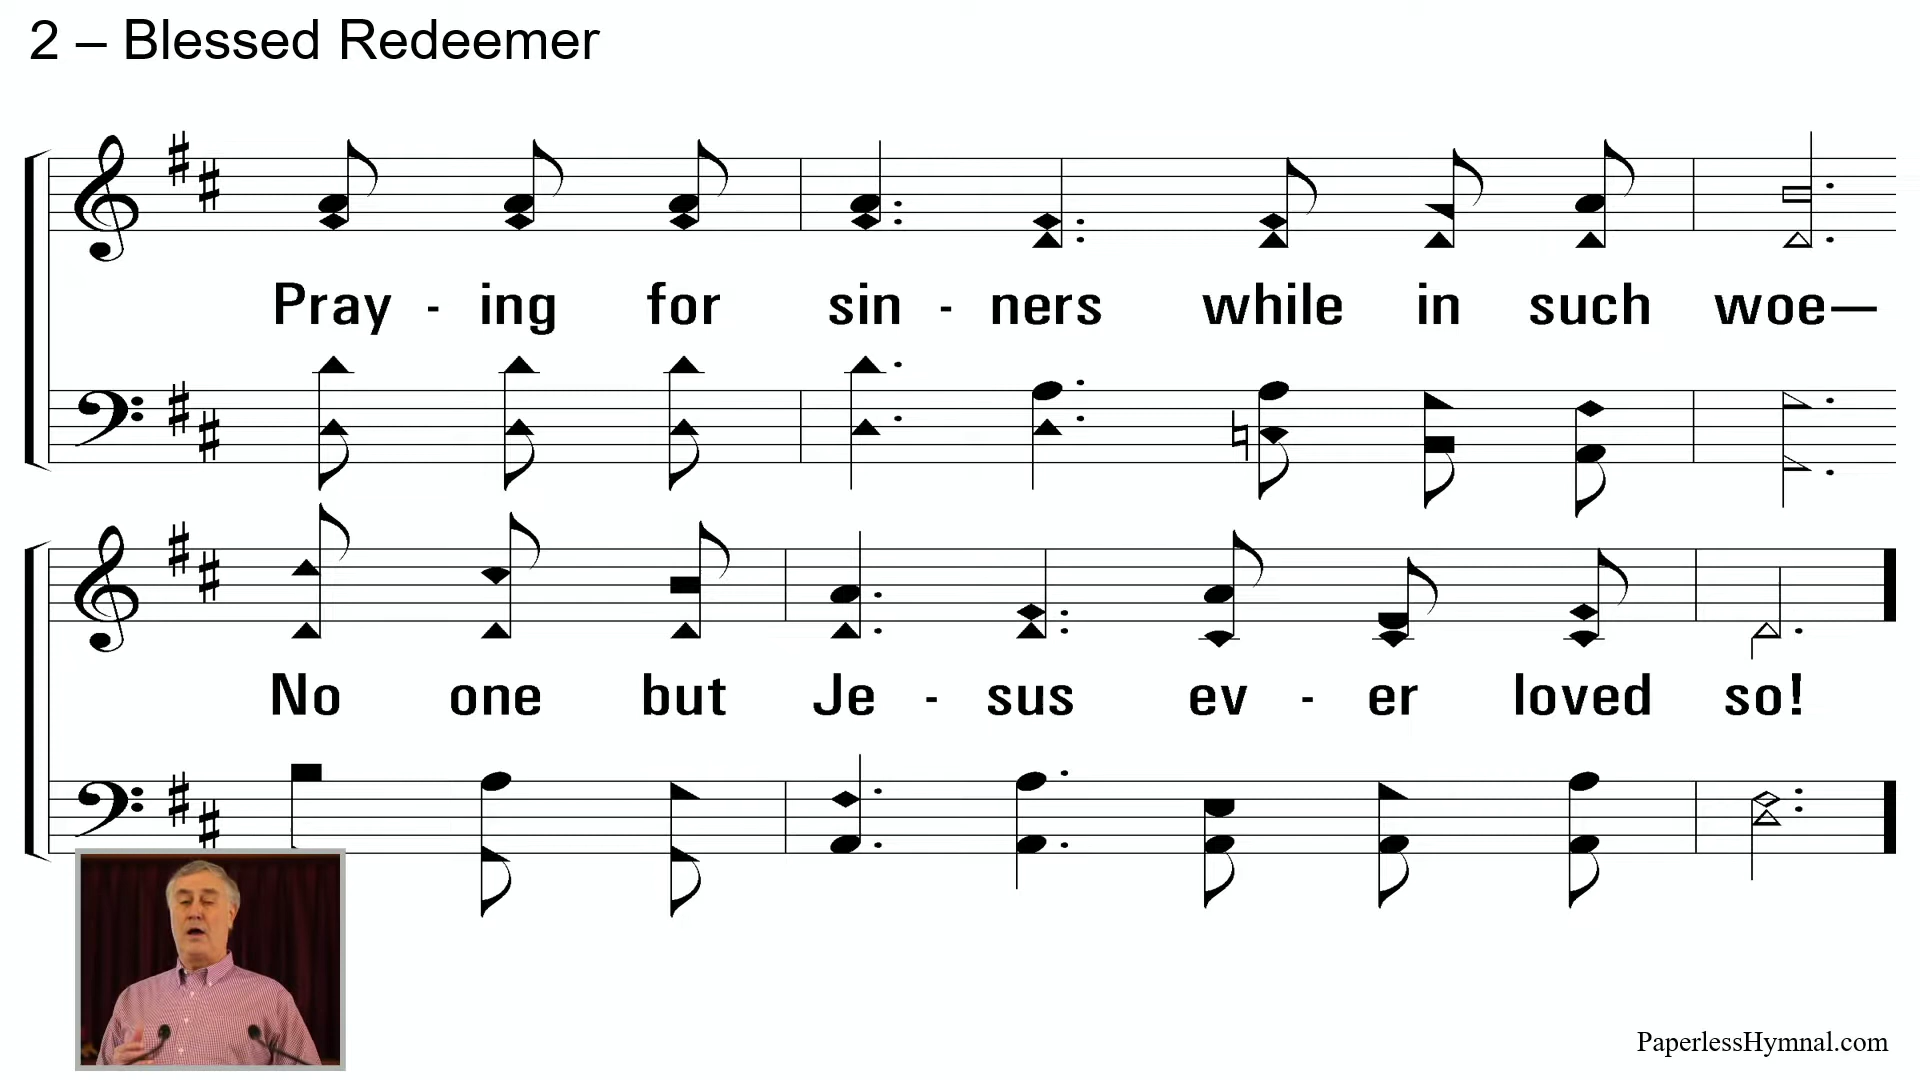 2 – Blessed Redeemer
Pray - ing for sin - ners while in such woe—
No one but Je - sus ev - er loved so!
PaperlessHymnal.com